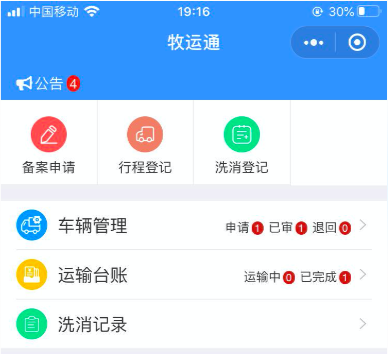 中国移动 19:16 30%
牧运通
公告 4
备案申请 行程登记 洗消登记
车辆管理 申请 1 已审 1 退回 0
运输台账 运输中 0 已完成 1
洗消记录